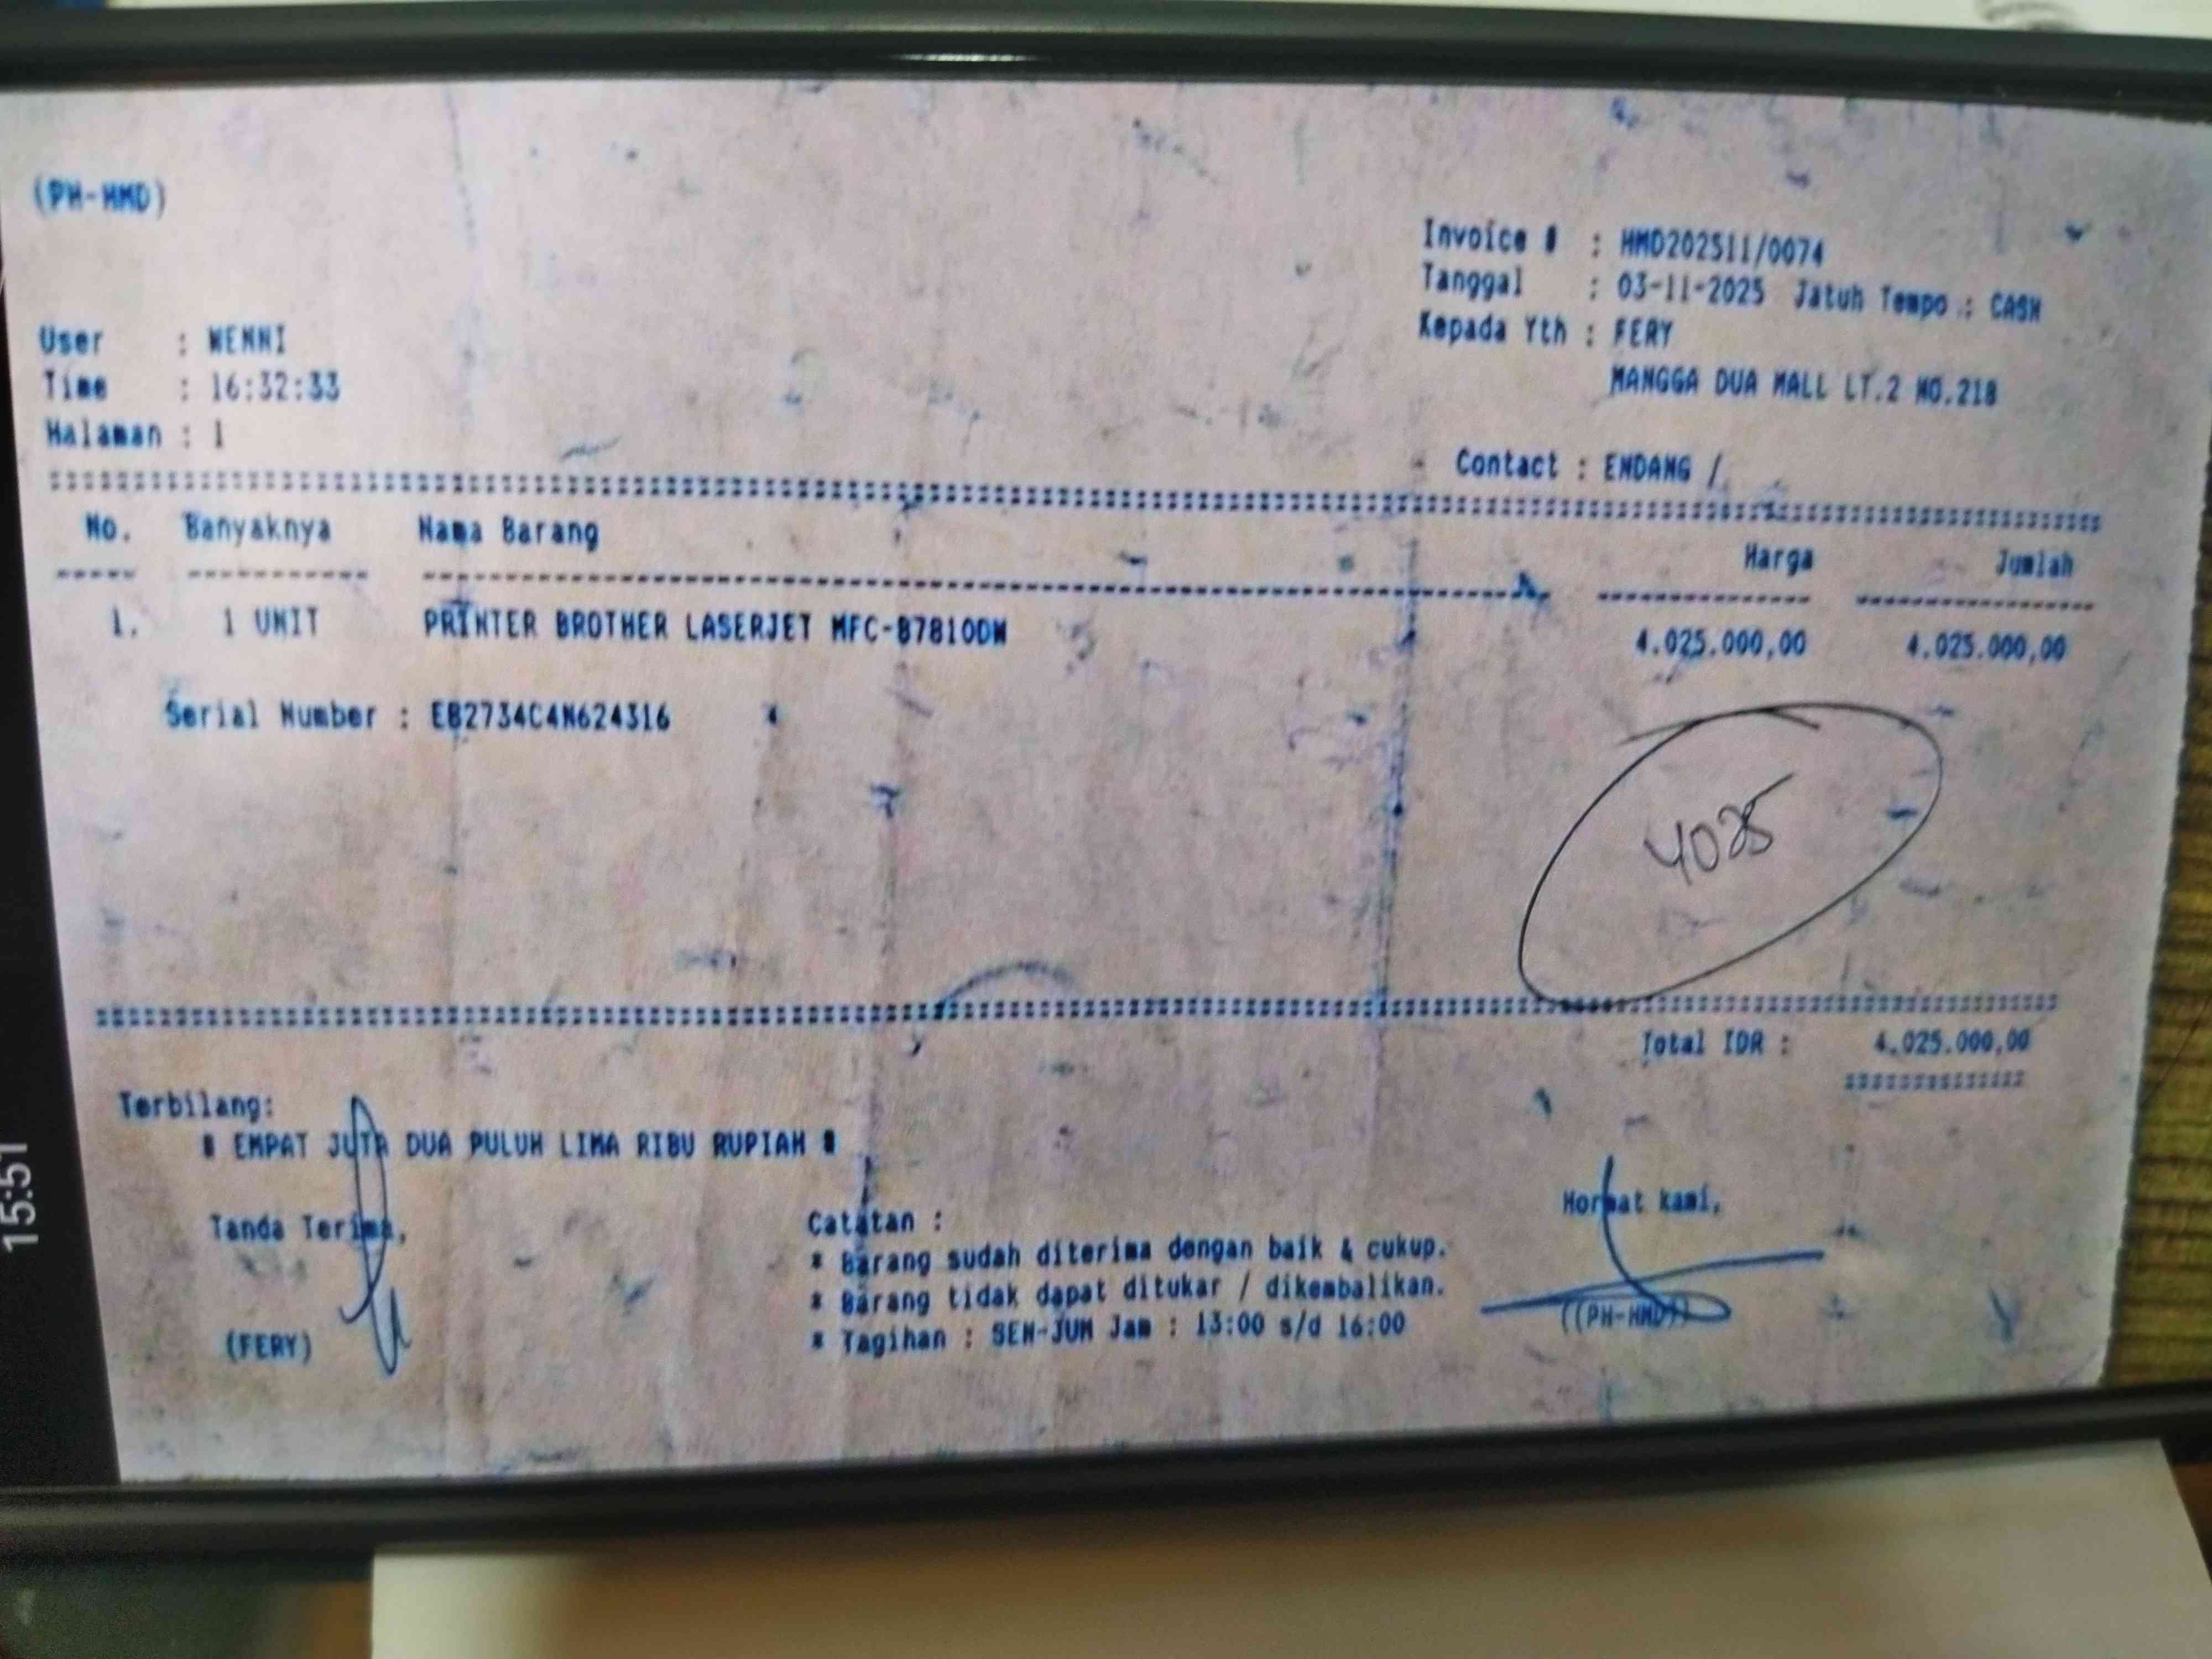 (PH-HMD)
Invoice # : HMD202511/0074
Tanggal : 03-11-2025 Jatuh Tempo : CASH
Kepada Yth : FERY
MANGGA DUA MALL LT.2 NO.218
User : WENNI
Time : 16:32:33
Halaman : 1
Contact : ENDANG /
No. Banyaknya Nama Barang Harga Jumlah
1. 1 UNIT PRINTER BROTHER LASERJET MFC-B7810DW 4.025.000,00 4.025.000,00
Serial Number : E82734C4N624316
4025
Total IDR : 4.025.000,00
Terbilang:
# EMPAT JUTA DUA PULUH LIMA RIBU RUPIAH #
Tanda Terima,
(FERY)
Catatan :
* Barang sudah diterima dengan baik & cukup.
* Barang tidak dapat ditukar / dikembalikan.
* Tagihan : SEN-JUM Jam : 13:00 s/d 16:00
Hormat kami,
((PH-HMD))
15:51